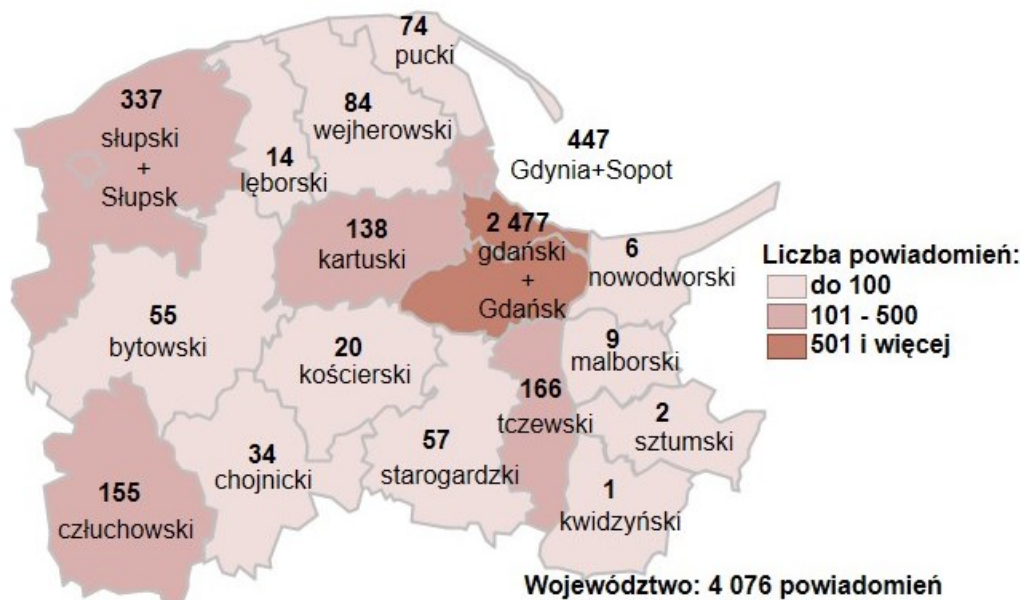 74
pucki
337
słupski
+
Słupsk
84
wejherowski
14
lęborski
447
Gdynia+Sopot
138
kartuski
2 477
gdański
+
Gdańsk
6
nowodworski
Liczba powiadomień:
do 100
101 - 500
501 i więcej
55
bytowski
20
kościerski
9
malborski
166
tczewski
2
sztumski
57
starogardzki
34
chojnicki
155
człuchowski
1
kwidzyński
Województwo: 4 076 powiadomień